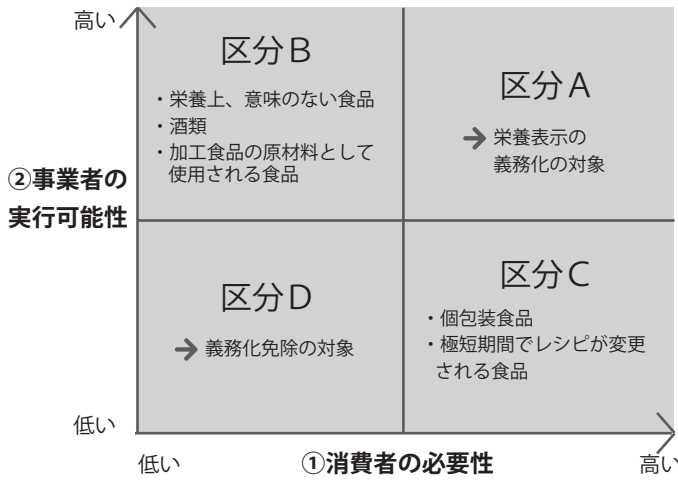 高い
区分B
・栄養上、意味のない食品
・酒類
・加工食品の原材料として
使用される食品
区分A
→ 栄養表示の
義務化の対象
②事業者の
実行可能性
区分D
→ 義務化免除の対象
区分C
・個包装食品
・極短期間でレシピが変更
される食品
低い
低い
①消費者の必要性
高い